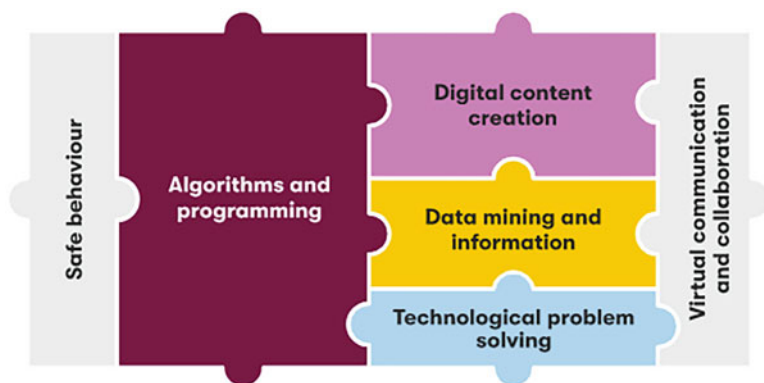 Safe behaviour
Algorithms and
programming
Digital content
creation
Data mining and
information
Technological problem
solving
Virtual communication
and collaboration